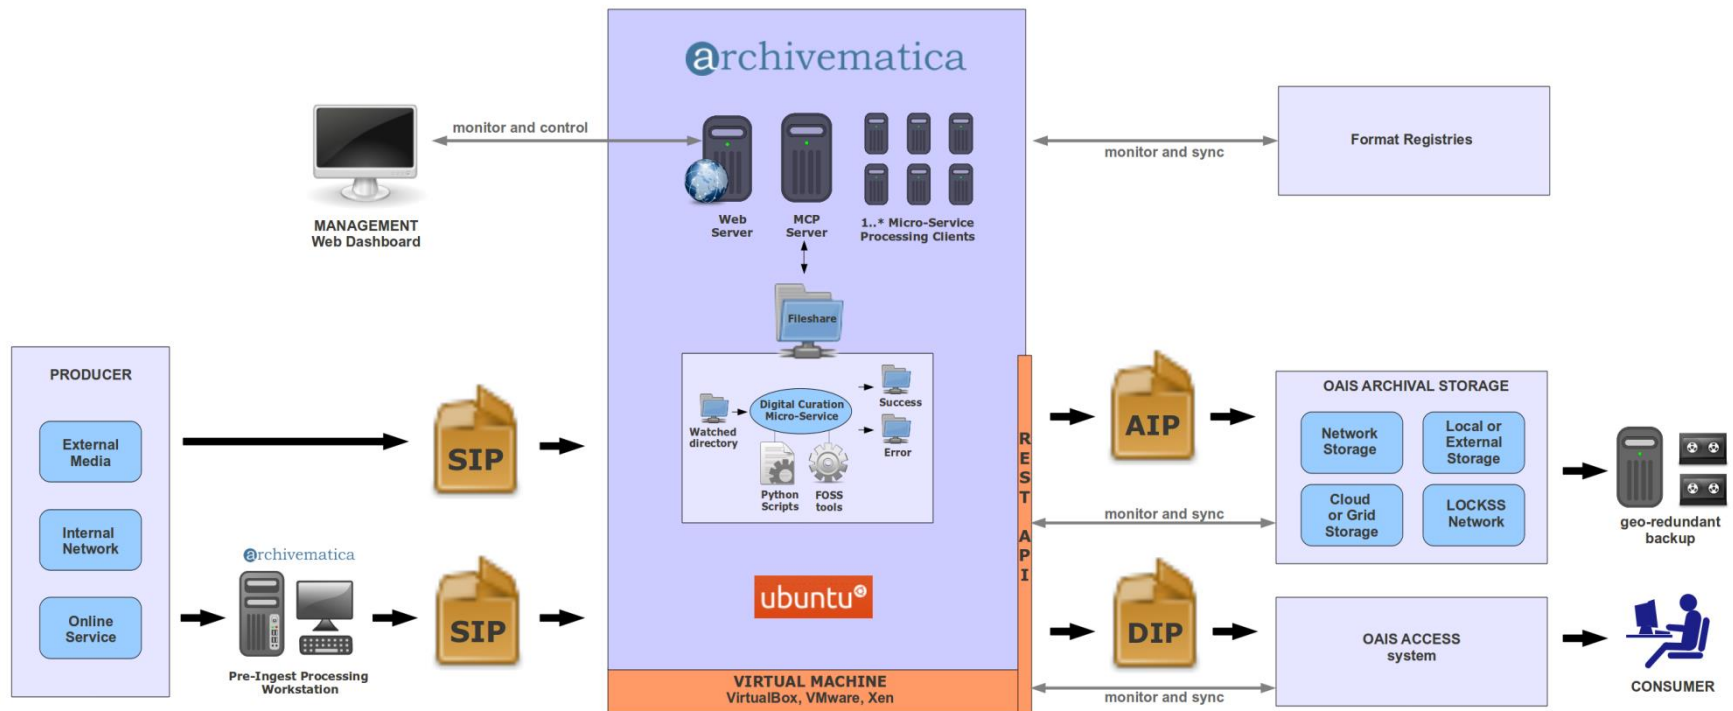 archivematica
monitor and control
MANAGEMENT
Web Dashboard
Web
Server
MCP
Server
1..* Micro-Service
Processing Clients
monitor and sync
Format Registries
Fileshare
PRODUCER
External
Media
Internal
Network
Online
Service
SIP
archivematica
Pre-Ingest Processing
Workstation
SIP
Watched
directory
Digital Curation
Micro-Service
Success
Error
Python
Scripts
FOSS
tools
ubuntu
VIRTUAL MACHINE
VirtualBox, VMware, Xen
REST API
AIP
OAIS ARCHIVAL STORAGE
Network
Storage
Local or
External
Storage
Cloud
or Grid
Storage
LOCKSS
Network
geo-redundant
backup
monitor and sync
DIP
OAIS ACCESS
system
monitor and sync
CONSUMER